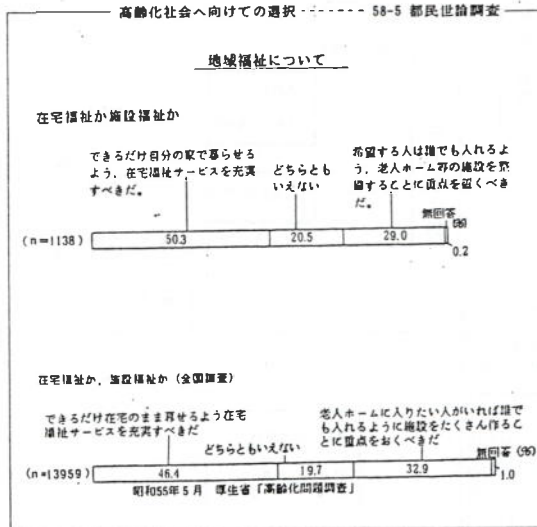 高齢化社会へ向けての選択 ------- 58-5 都民世論調査
地域福祉について
在宅福祉か施設福祉か
できるだけ自分の家で暮らせる
よう，在宅福祉サービスを充実
すべきだ。
どちらとも
いえない
希望する人は誰でも入れるよ
う，老人ホーム等の施設を整
備することに重点を置くべき
だ。
無回答
(%)
(n=1138)
50.3
20.5
29.0
0.2
在宅福祉か，施設福祉か（全国調査）
できるだけ在宅のまま暮せるよう在宅
福祉サービスを充実すべきだ
どちらともいえない
老人ホームに入りたい人がいれば誰で
も入れるように施設をたくさん作るこ
とに重点をおくべきだ
無回答 (%)
(n=13959)
46.4
19.7
32.9
1.0
昭和55年5月 厚生省「高齢化問題調査」